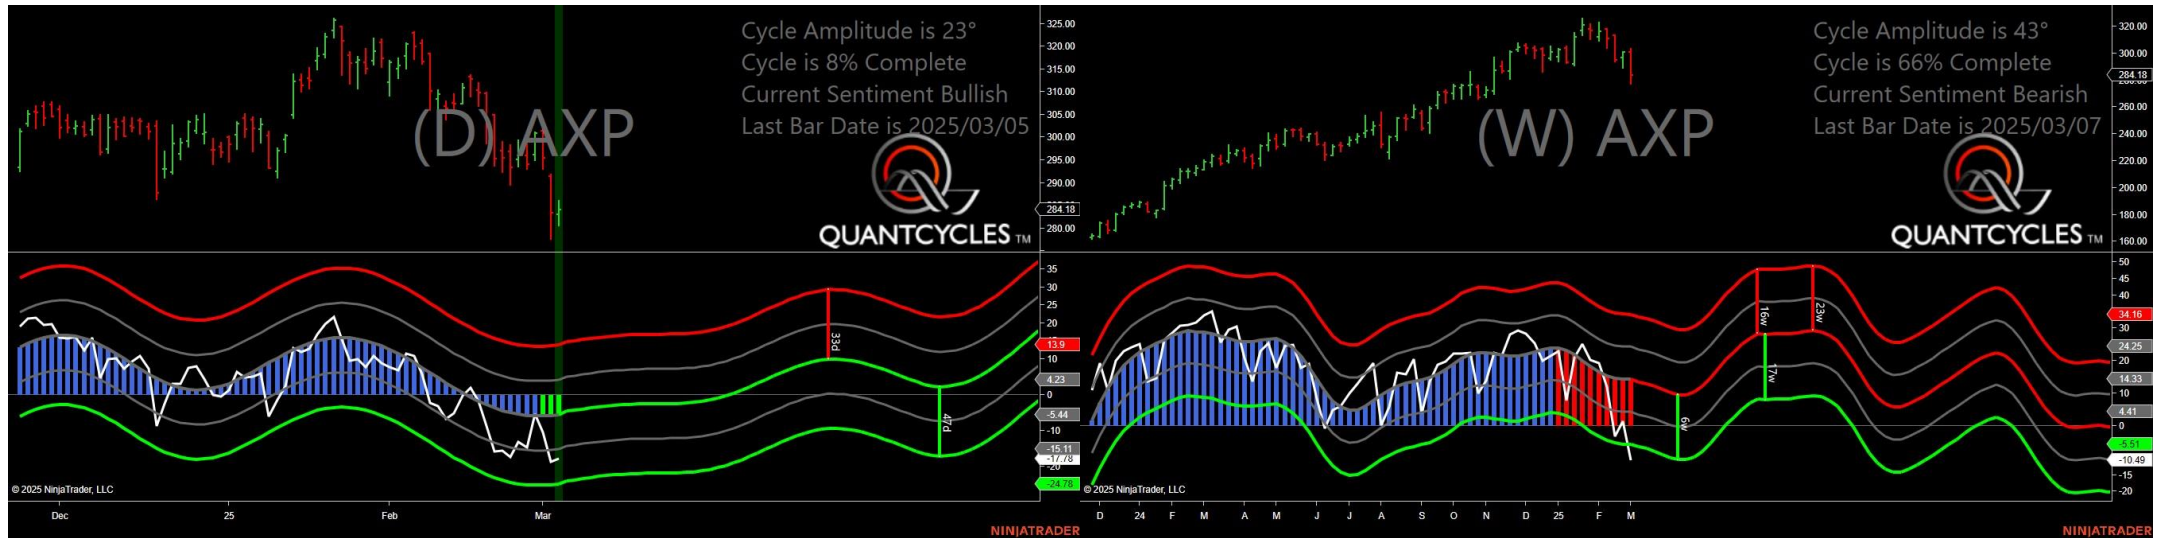 Cycle Amplitude is 23°
Cycle is 8% Complete
Current Sentiment Bullish
Last Bar Date is 2025/03/05
(D) AXP
QUANTCYCLES TM
325.00
320.00
315.00
310.00
305.00
300.00
295.00
290.00
284.18
280.00
35
30
25
20
13.9
10
4.23
0
-5.44
-10
-15.11
-17.78
-20
-24.78
33d
47d
© 2025 NinjaTrader, LLC
Dec
25
Feb
Mar
NINJATRADER
Cycle Amplitude is 43°
Cycle is 66% Complete
Current Sentiment Bearish
Last Bar Date is 2025/03/07
(W) AXP
QUANTCYCLES TM
320.00
300.00
284.18
260.00
240.00
220.00
200.00
180.00
160.00
50
45
40
34.16
30
24.25
20
14.33
10
4.41
0
-5.51
-10.49
-15
-20
16w
23w
17w
6w
© 2025 NinjaTrader, LLC
D
24
F
M
A
M
J
J
A
S
O
N
D
25
F
M
NINJATRADER